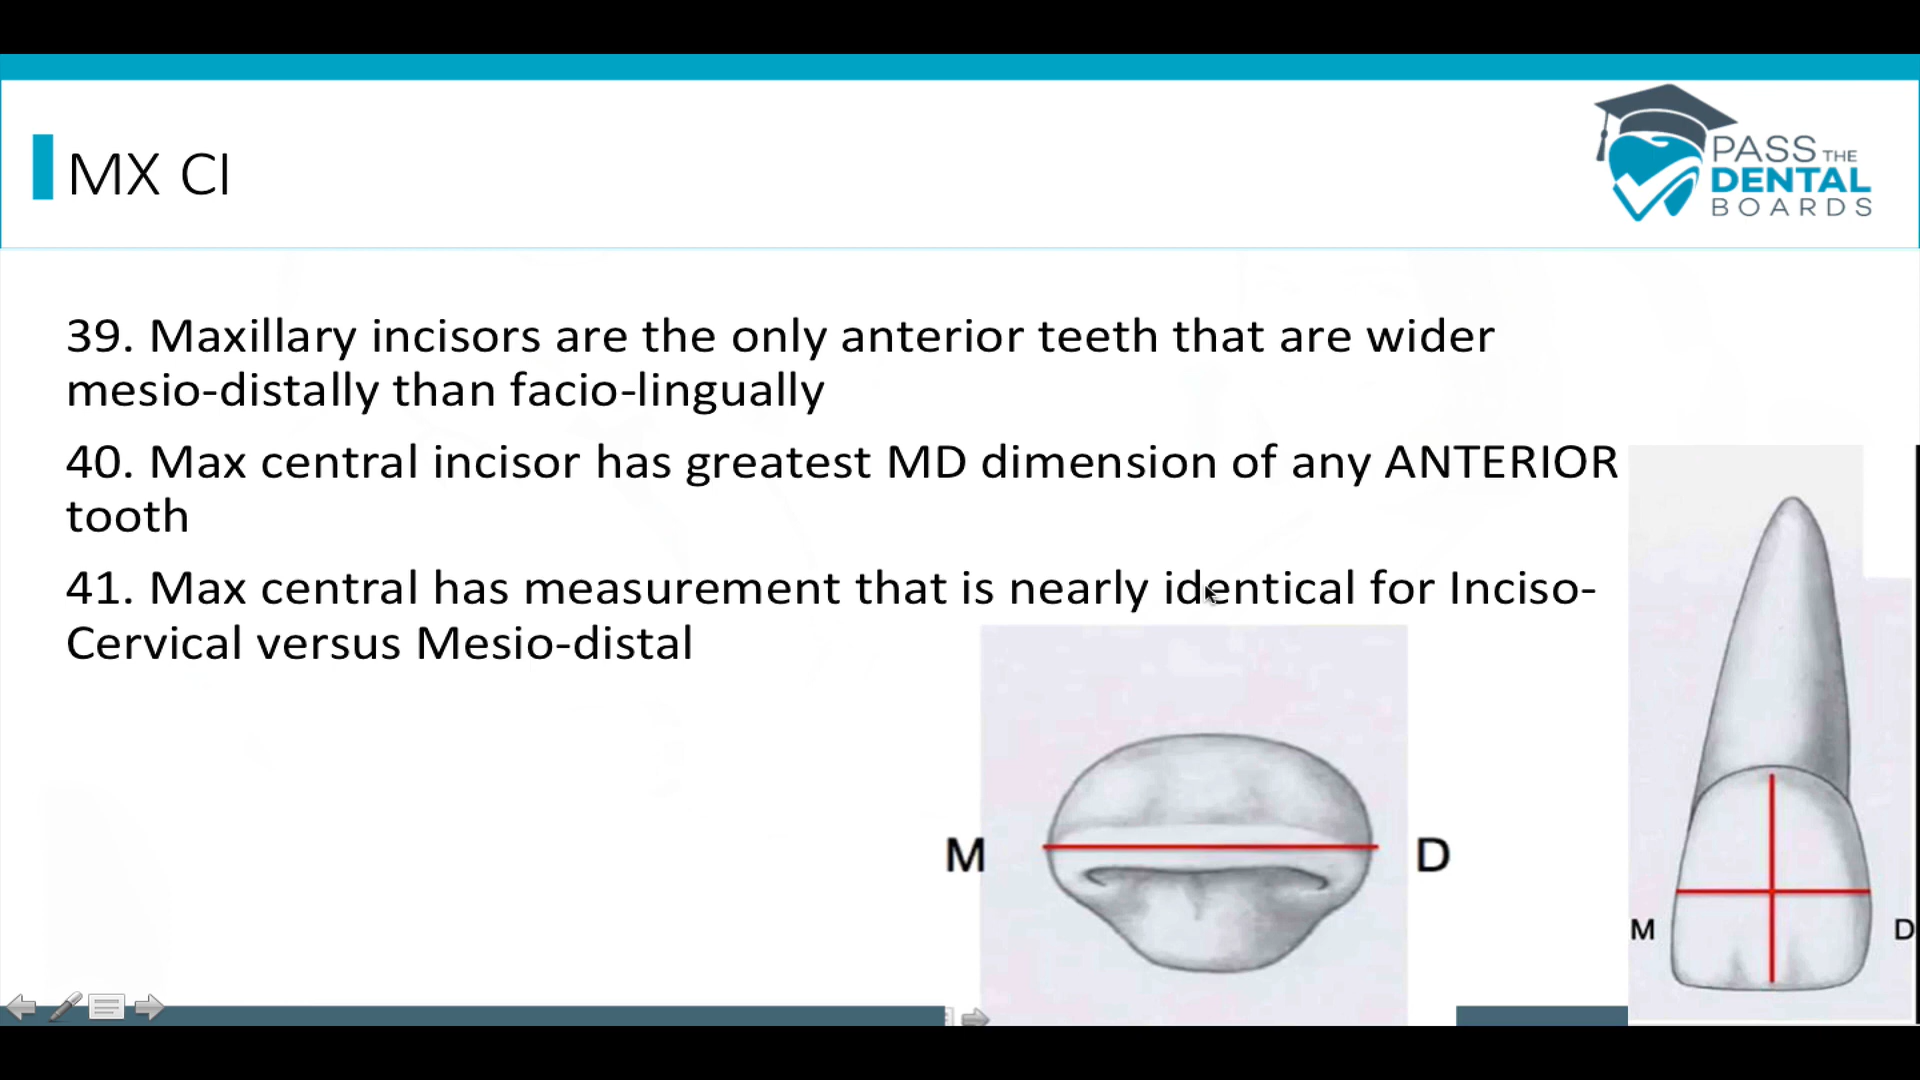 MX CI
PASS THE
DENTAL
BOARDS
39. Maxillary incisors are the only anterior teeth that are wider
mesio-distally than facio-lingually
40. Max central incisor has greatest MD dimension of any ANTERIOR
tooth
41. Max central has measurement that is nearly identical for Inciso-
Cervical versus Mesio-distal
M
D
M
D